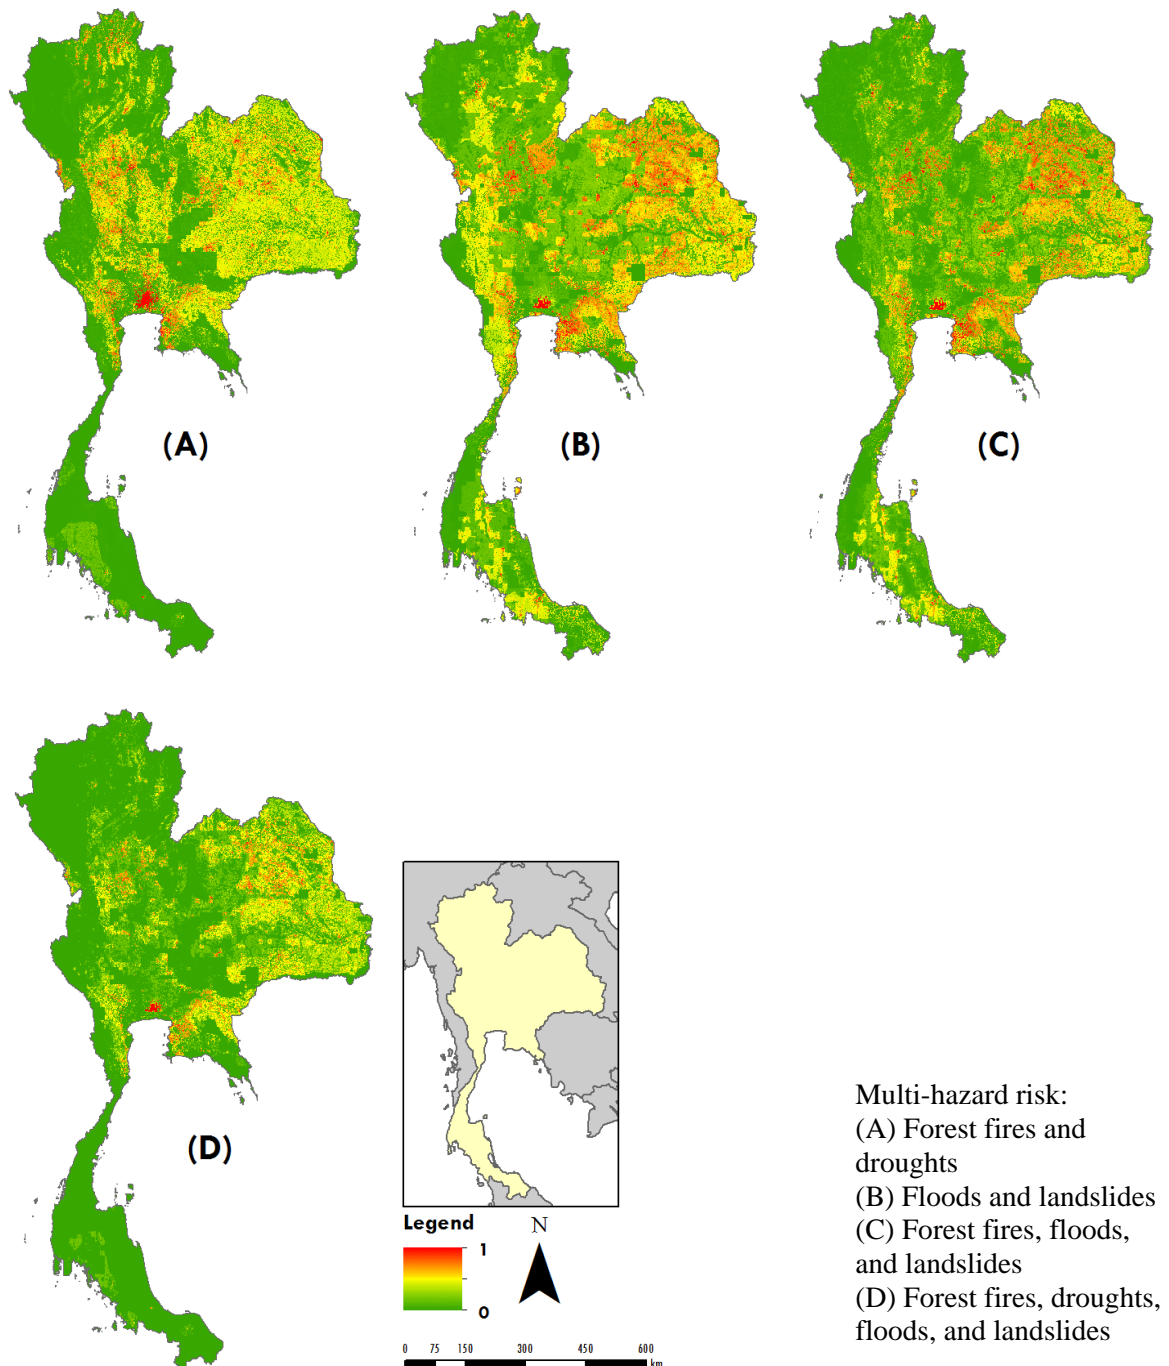 (A)
(B)
(C)
(D)
Legend
1
0
N
0 75 150 300 450 600
km
Multi-hazard risk:
(A) Forest fires and
droughts
(B) Floods and landslides
(C) Forest fires, floods,
and landslides
(D) Forest fires, droughts,
floods, and landslides